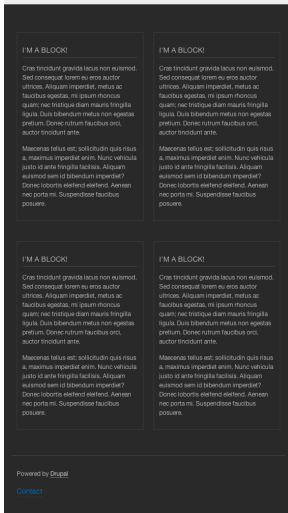 I'M A BLOCK!
Cras tincidunt gravida lacus non euismod.
Sed consequat lorem eu eros auctor
ultrices. Aliquam imperdiet, metus ac
faucibus egestas, mi ipsum rhoncus
quam; nec tristique diam mauris fringilla
ligula. Duis bibendum metus non egestas
pretium. Donec rutrum faucibus orci,
auctor tincidunt ante.
Maecenas tellus est; sollicitudin quis risus
a, maximus imperdiet enim. Nunc vehicula
justo id ante fringilla facilisis. Aliquam
euismod sem id bibendum imperdiet?
Donec lobortis eleifend eleifend. Aenean
nec porta mi. Suspendisse faucibus
posuere.
I'M A BLOCK!
Cras tincidunt gravida lacus non euismod.
Sed consequat lorem eu eros auctor
ultrices. Aliquam imperdiet, metus ac
faucibus egestas, mi ipsum rhoncus
quam; nec tristique diam mauris fringilla
ligula. Duis bibendum metus non egestas
pretium. Donec rutrum faucibus orci,
auctor tincidunt ante.
Maecenas tellus est; sollicitudin quis risus
a, maximus imperdiet enim. Nunc vehicula
justo id ante fringilla facilisis. Aliquam
euismod sem id bibendum imperdiet?
Donec lobortis eleifend eleifend. Aenean
nec porta mi. Suspendisse faucibus
posuere.
I'M A BLOCK!
Cras tincidunt gravida lacus non euismod.
Sed consequat lorem eu eros auctor
ultrices. Aliquam imperdiet, metus ac
faucibus egestas, mi ipsum rhoncus
quam; nec tristique diam mauris fringilla
ligula. Duis bibendum metus non egestas
pretium. Donec rutrum faucibus orci,
auctor tincidunt ante.
Maecenas tellus est; sollicitudin quis risus
a, maximus imperdiet enim. Nunc vehicula
justo id ante fringilla facilisis. Aliquam
euismod sem id bibendum imperdiet?
Donec lobortis eleifend eleifend. Aenean
nec porta mi. Suspendisse faucibus
posuere.
I'M A BLOCK!
Cras tincidunt gravida lacus non euismod.
Sed consequat lorem eu eros auctor
ultrices. Aliquam imperdiet, metus ac
faucibus egestas, mi ipsum rhoncus
quam; nec tristique diam mauris fringilla
ligula. Duis bibendum metus non egestas
pretium. Donec rutrum faucibus orci,
auctor tincidunt ante.
Maecenas tellus est; sollicitudin quis risus
a, maximus imperdiet enim. Nunc vehicula
justo id ante fringilla facilisis. Aliquam
euismod sem id bibendum imperdiet?
Donec lobortis eleifend eleifend. Aenean
nec porta mi. Suspendisse faucibus
posuere.
Powered by Drupal
Contact